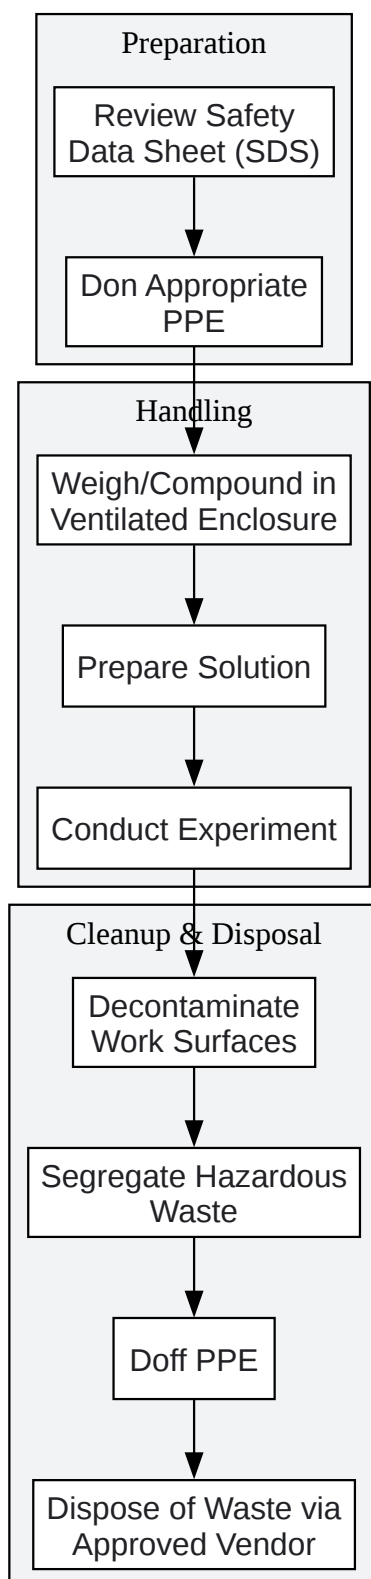 Preparation
Review Safety
Data Sheet (SDS)
Don Appropriate
PPE
Handling
Weigh/Compound in
Ventilated Enclosure
Prepare Solution
Conduct Experiment
Cleanup & Disposal
Decontaminate
Work Surfaces
Segregate Hazardous
Waste
Doff PPE
Dispose of Waste via
Approved Vendor